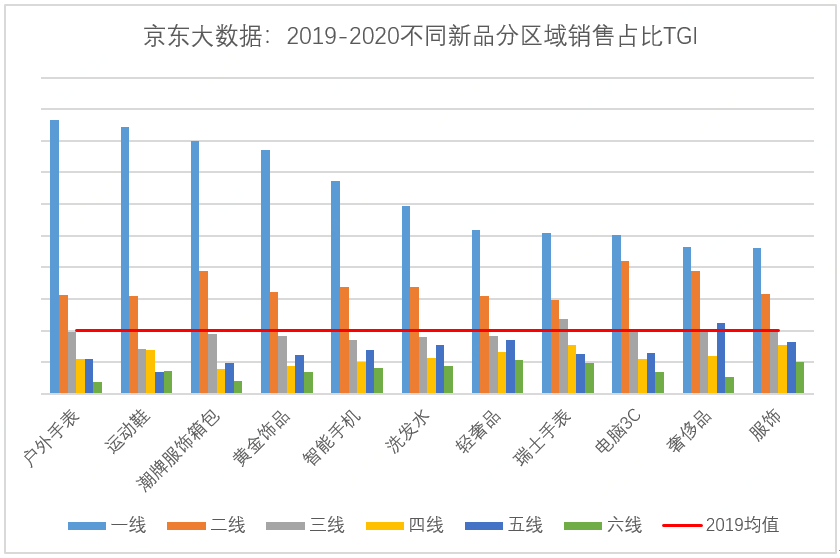 京东大数据：2019-2020不同新品分区域销售占比TGI
户外手表
运动鞋
潮牌服饰箱包
黄金饰品
智能手机
洗发水
轻奢品
瑞士手表
电脑3C
奢侈品
服饰
一线 二线 三线 四线 五线 六线 2019均值